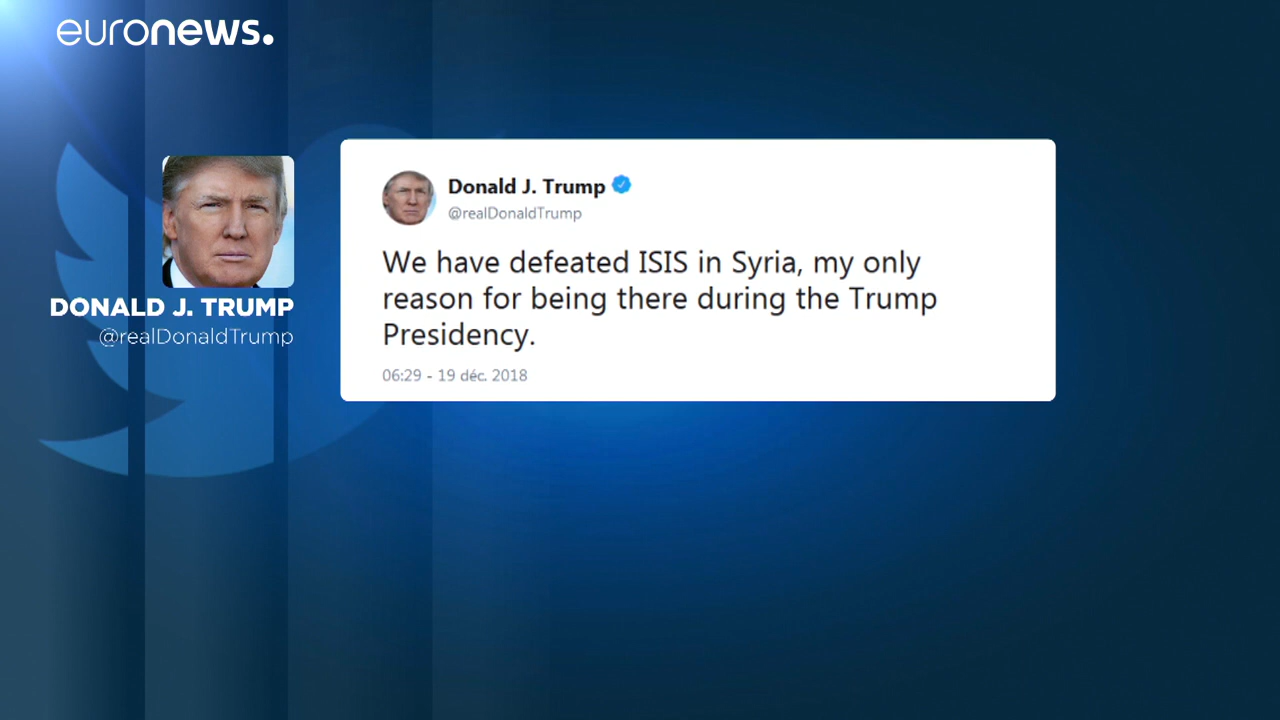 euronews.
DONALD J. TRUMP
@realDonaldTrump
Donald J. Trump
@realDonaldTrump
We have defeated ISIS in Syria, my only
reason for being there during the Trump
Presidency.
06:29 - 19 déc. 2018